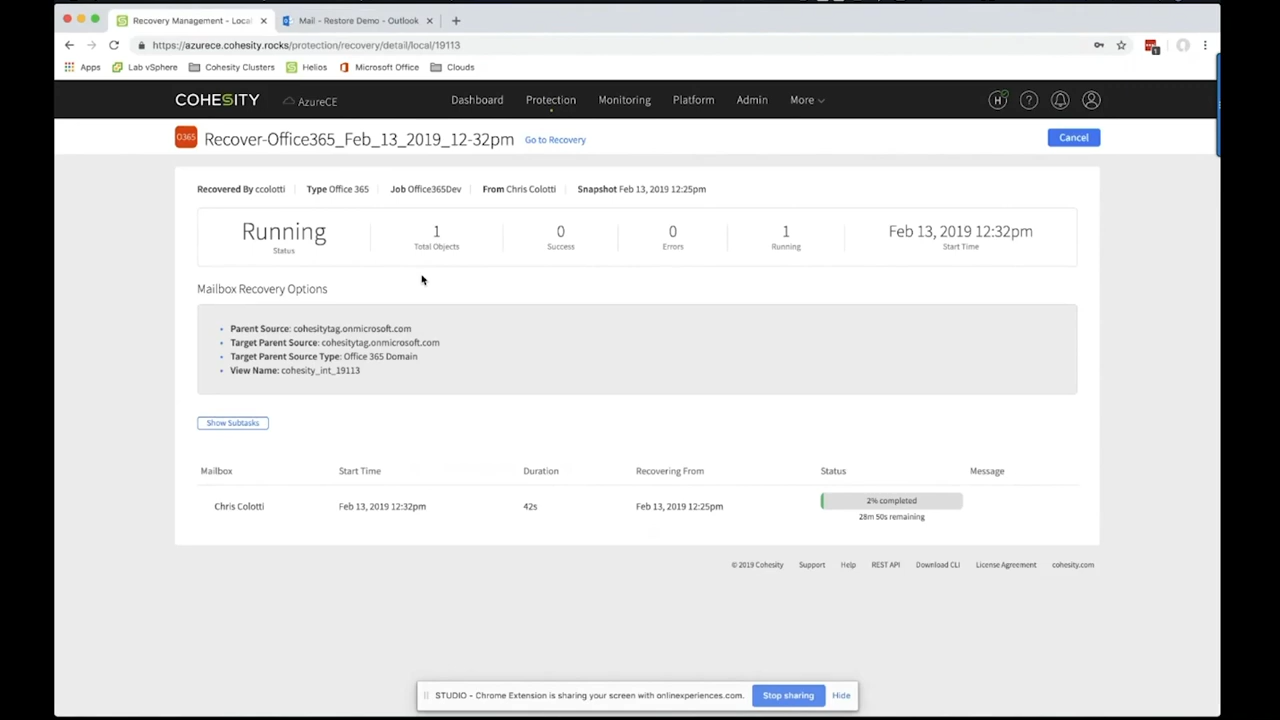 Recovery Management - Local
Mail - Restore Demo - Outlook
https://azurece.cohesity.rocks/protection/recovery/detail/local/19113
Apps Lab vSphere Cohesity Clusters Helios Microsoft Office Clouds
COHESITY AzureCE Dashboard Protection Monitoring Platform Admin More H ?
O365 Recover-Office365_Feb_13_2019_12-32pm Go to Recovery Cancel
Recovered By ccolotti Type Office 365 Job Office365Dev From Chris Colotti Snapshot Feb 13, 2019 12:25pm
Running 1 0 0 1 Feb 13, 2019 12:32pm
Status Total Objects Success Errors Running Start Time
Mailbox Recovery Options
• Parent Source: cohesitytag.onmicrosoft.com
• Target Parent Source: cohesitytag.onmicrosoft.com
• Target Parent Source Type: Office 365 Domain
• View Name: cohesity_int_19113
Show Subtasks
Mailbox Start Time Duration Recovering From Status Message
Chris Colotti Feb 13, 2019 12:32pm 42s Feb 13, 2019 12:25pm 2% completed
28m 50s remaining
© 2019 Cohesity Support Help REST API Download CLI License Agreement cohesity.com
STUDIO - Chrome Extension is sharing your screen with onlinexperiences.com. Stop sharing Hide